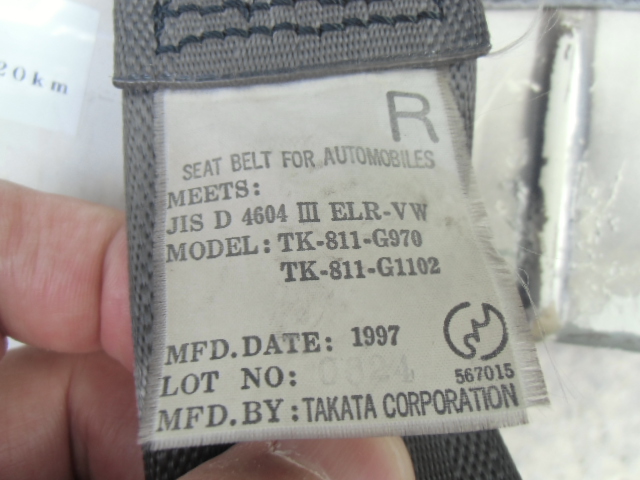 20km
R
SEAT BELT FOR AUTOMOBILES
MEETS:
JIS D 4604 III ELR-VW
MODEL: TK-811-G970
TK-811-G1102
MFD.DATE: 1997
LOT NO: 0324
567015
MFD.BY: TAKATA CORPORATION